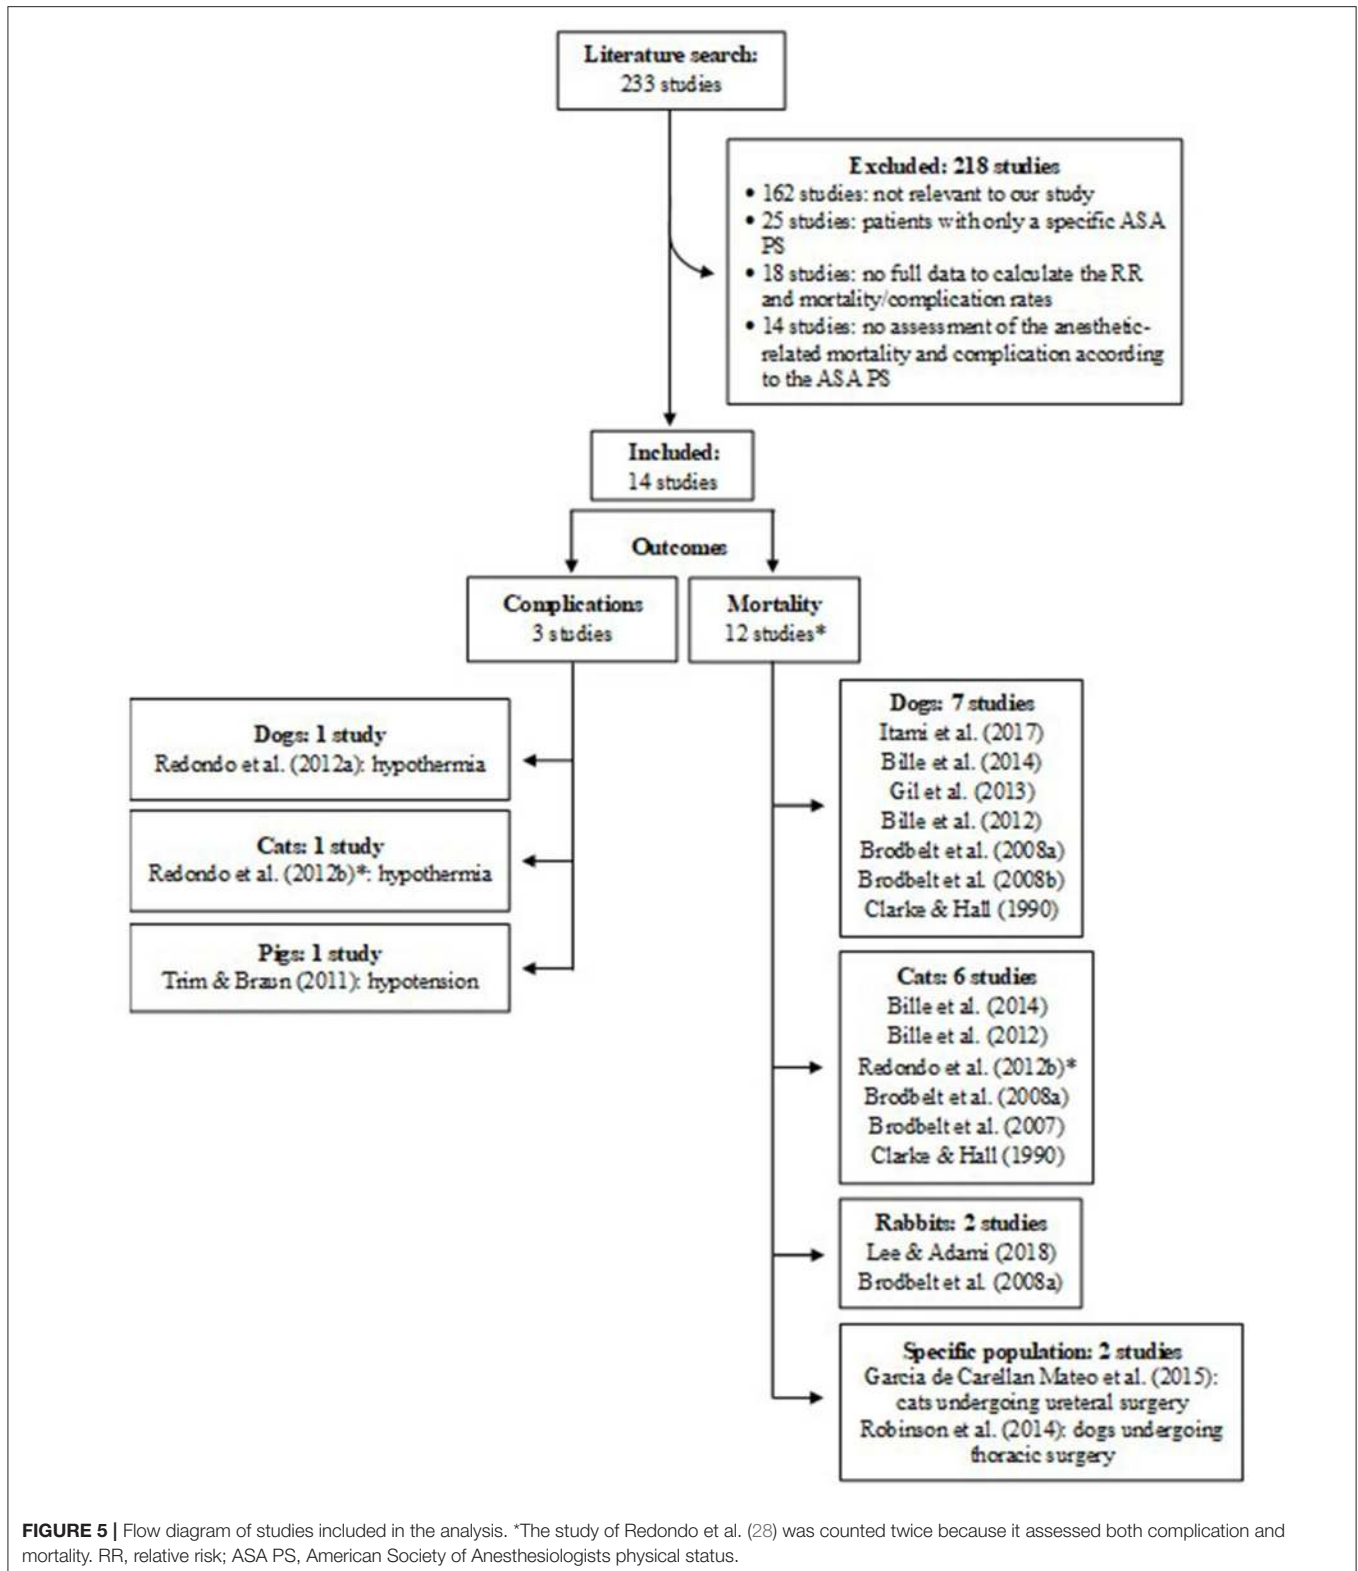 Literature search:
233 studies
Excluded: 218 studies
• 162 studies: not relevant to our study
• 25 studies: patients with only a specific ASA
PS
• 18 studies: no full data to calculate the RR
and mortality/complication rates
• 14 studies: no assessment of the anesthetic-
related mortality and complication according
to the ASA PS
Included:
14 studies
Outcomes
Complications
3 studies
Mortality
12 studies*
Dogs: 1 study
Redondo et al. (2012a): hypothermia
Cats: 1 study
Redondo et al. (2012b)*: hypothermia
Pigs: 1 study
Trim & Braun (2011): hypotension
Dogs: 7 studies
Itami et al. (2017)
Bille et al. (2014)
Gil et al. (2013)
Bille et al. (2012)
Brodbelt et al. (2008a)
Brodbelt et al. (2008b)
Clarke & Hall (1990)
Cats: 6 studies
Bille et al. (2014)
Bille et al. (2012)
Redondo et al. (2012b)*
Brodbelt et al. (2008a)
Brodbelt et al. (2007)
Clarke & Hall (1990)
Rabbits: 2 studies
Lee & Adami (2018)
Brodbelt et al. (2008a)
Specific population: 2 studies
Garcia de Carellan Mateo et al. (2015):
cats undergoing ureteral surgery
Robinson et al. (2014): dogs undergoing
thoracic surgery
FIGURE 5 | Flow diagram of studies included in the analysis. *The study of Redondo et al. (28) was counted twice because it assessed both complication and
mortality. RR, relative risk; ASA PS, American Society of Anesthesiologists physical status.